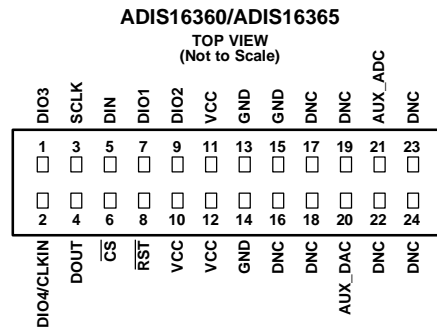 ADIS16360/ADIS16365
TOP VIEW
(Not to Scale)
DIO3 SCLK DIN DIO1 DIO2 VCC GND GND DNC DNC AUX_ADC DNC
1 3 5 7 9 11 13 15 17 19 21 23
2 4 6 8 10 12 14 16 18 20 22 24
DIO4/CLKIN DOUT CS RST VCC VCC GND DNC DNC AUX_DAC DNC DNC